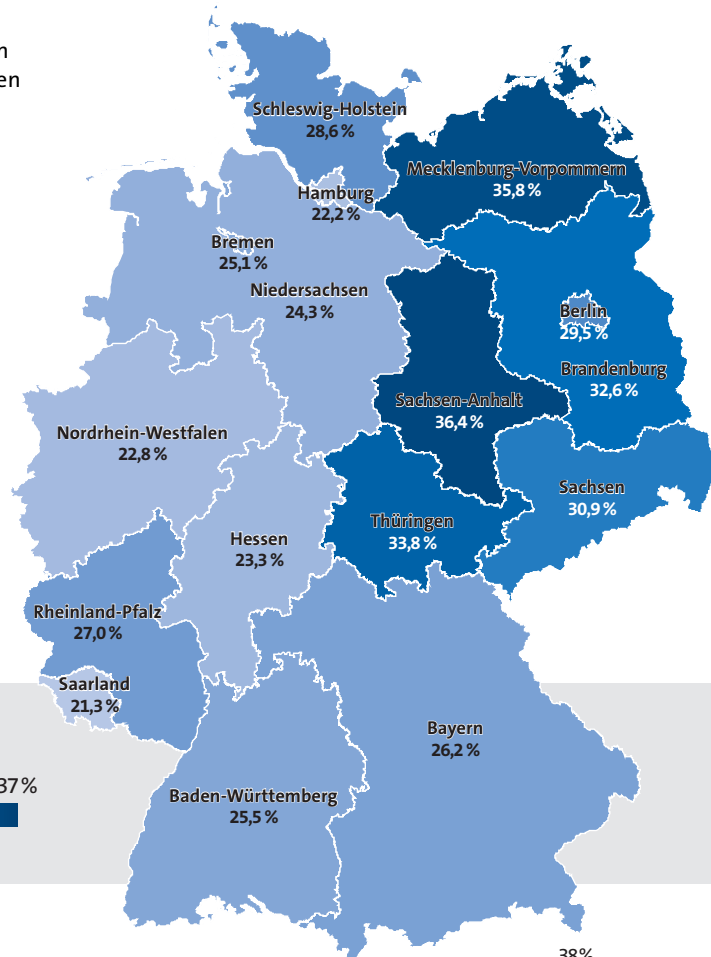 n
en
Schleswig-Holstein
28,6 %
Mecklenburg-Vorpommern
35,8 %
Hamburg
22,2 %
Bremen
25,1 %
Niedersachsen
24,3 %
Berlin
29,5 %
Brandenburg
32,6 %
Sachsen-Anhalt
36,4 %
Nordrhein-Westfalen
22,8 %
Sachsen
30,9 %
Thüringen
33,8 %
Hessen
23,3 %
Rheinland-Pfalz
27,0 %
Saarland
21,3 %
Bayern
26,2 %
37%
Baden-Württemberg
25,5 %
38%